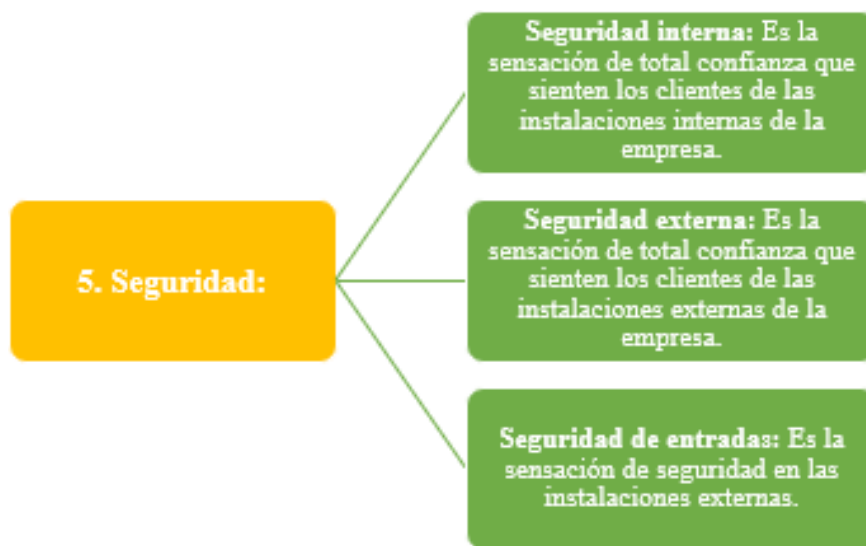 5. Seguridad:
Seguridad interna: Es la
sensación de total confianza que
sienten los clientes de las
instalaciones internas de la
empresa.
Seguridad externa: Es la
sensación de total confianza que
sienten los clientes de las
instalaciones externas de la
empresa.
Seguridad de entradas: Es la
sensación de seguridad en las
instalaciones externas.